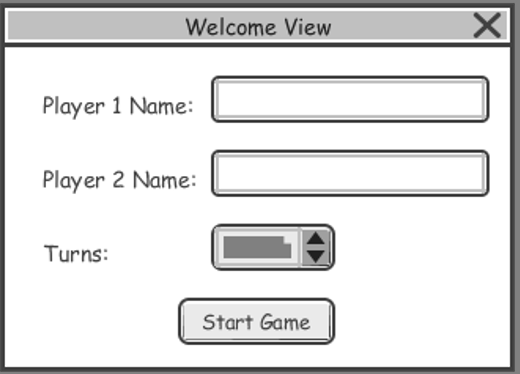 Welcome View
Player 1 Name:
Player 2 Name:
Turns:
Start Game